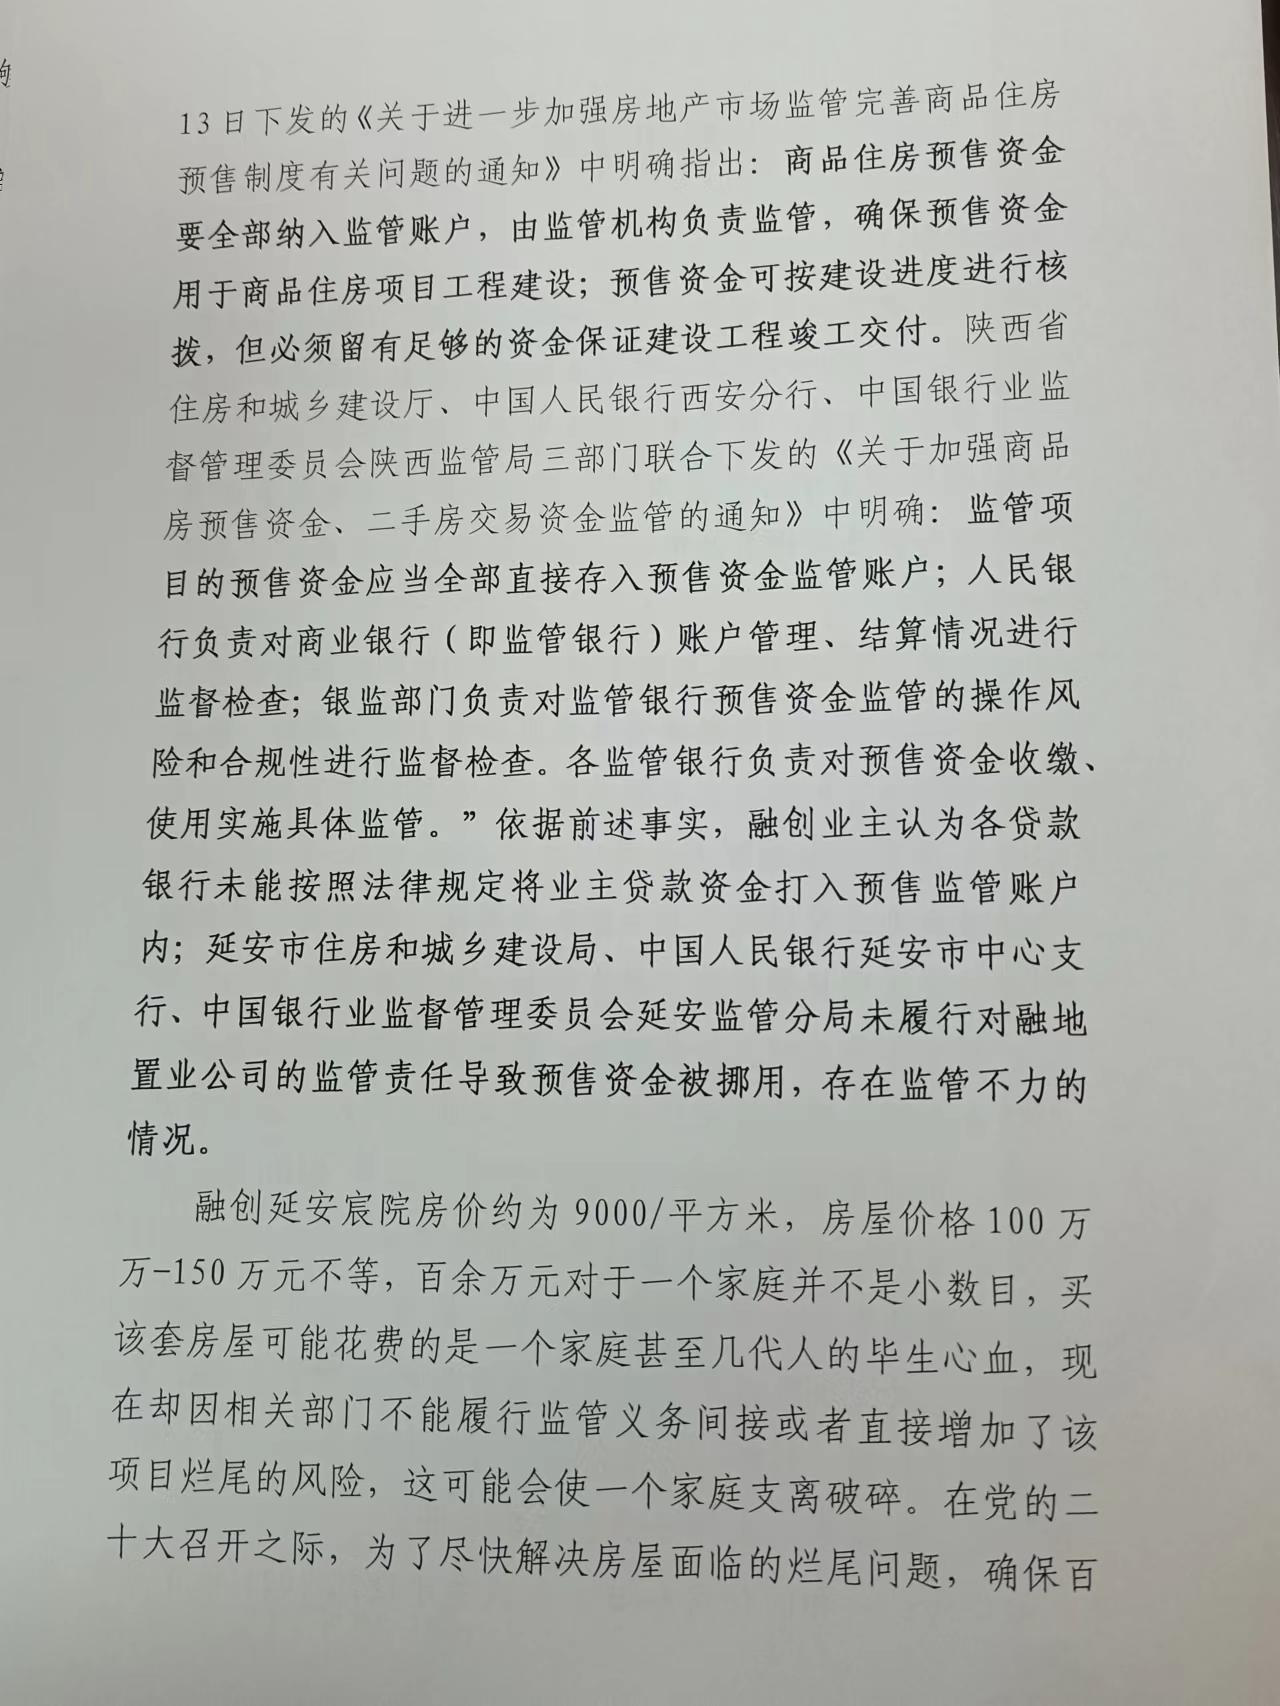 13日下发的《关于进一步加强房地产市场监管完善商品住房
预售制度有关问题的通知》中明确指出：商品住房预售资金
要全部纳入监管账户，由监管机构负责监管，确保预售资金
用于商品住房项目工程建设；预售资金可按建设进度进行核
拨，但必须留有足够的资金保证建设工程竣工交付。陕西省
住房和城乡建设厅、中国人民银行西安分行、中国银行业监
督管理委员会陕西监管局三部门联合下发的《关于加强商品
房预售资金、二手房交易资金监管的通知》中明确：监管项
目的预售资金应当全部直接存入预售资金监管账户；人民银
行负责对商业银行（即监管银行）账户管理、结算情况进行
监督检查；银监部门负责对监管银行预售资金监管的操作风
险和合规性进行监督检查。各监管银行负责对预售资金收缴、
使用实施具体监管。”依据前述事实，融创业主认为各贷款
银行未能按照法律规定将业主贷款资金打入预售监管账户
内；延安市住房和城乡建设局、中国人民银行延安市中心支
行、中国银行业监督管理委员会延安监管分局未履行对融地
置业公司的监管责任导致预售资金被挪用，存在监管不力的
情况。
融创延安宸院房价约为9000/平方米，房屋价格100万
万-150万元不等，百余万元对于一个家庭并不是小数目，买
该套房屋可能花费的是一个家庭甚至几代人的毕生心血，现
在却因相关部门不能履行监管义务间接或者直接增加了该
项目烂尾的风险，这可能会使一个家庭支离破碎。在党的二
十大召开之际，为了尽快解决房屋面临的烂尾问题，确保百